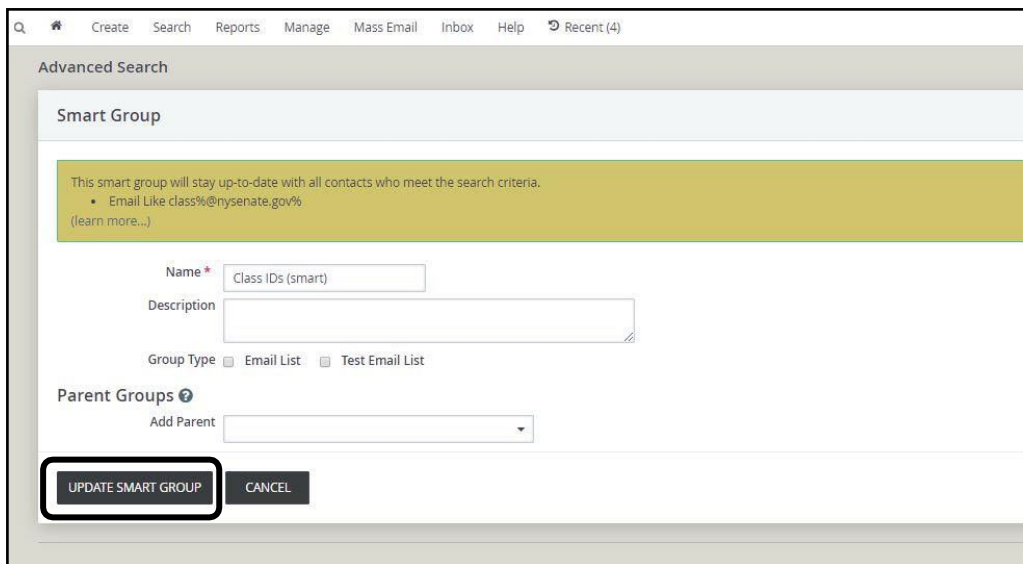 Create Search Reports Manage Mass Email Inbox Help Recent (4)
Advanced Search
Smart Group
This smart group will stay up-to-date with all contacts who meet the search criteria.
• Email Like class%@nysenate.gov%
(learn more...)
Name * Class IDs (smart)
Description
Group Type Email List Test Email List
Parent Groups ?
Add Parent
UPDATE SMART GROUP CANCEL